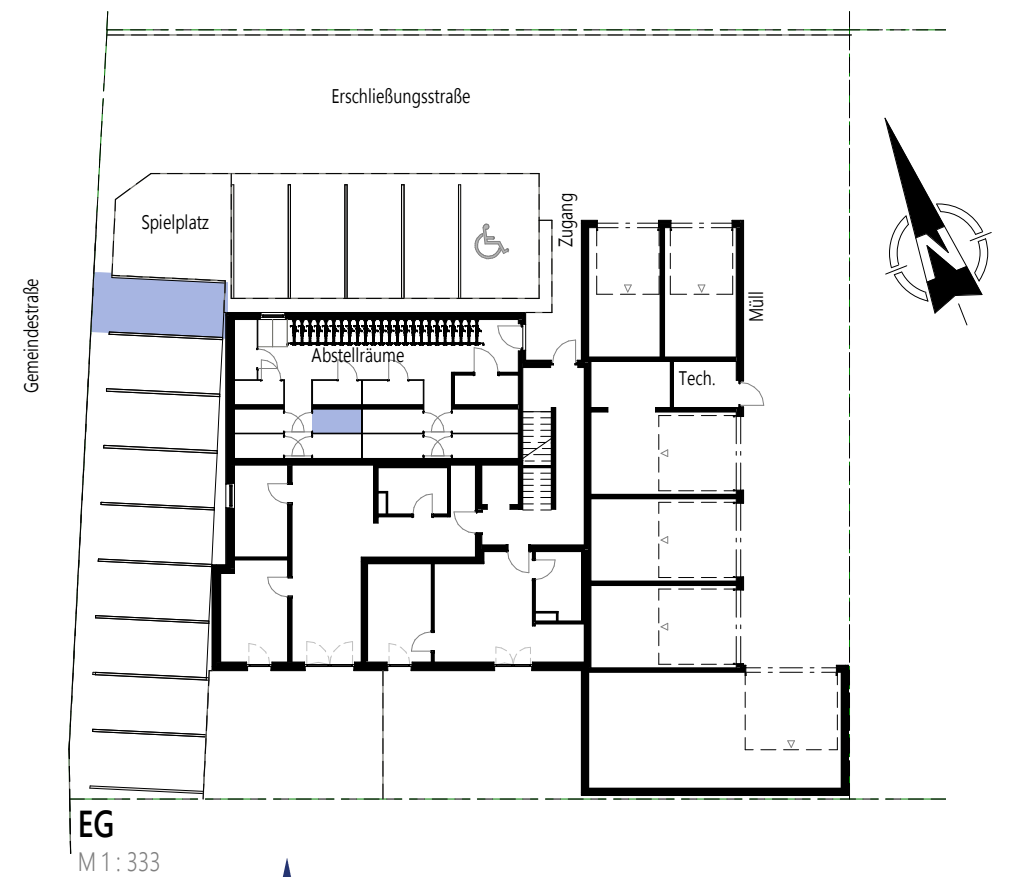 Erschließungsstraße
Spielplatz
Zugang
Gemeindestraße
Müll
Abstellräume
Tech.
EG
M 1 : 333